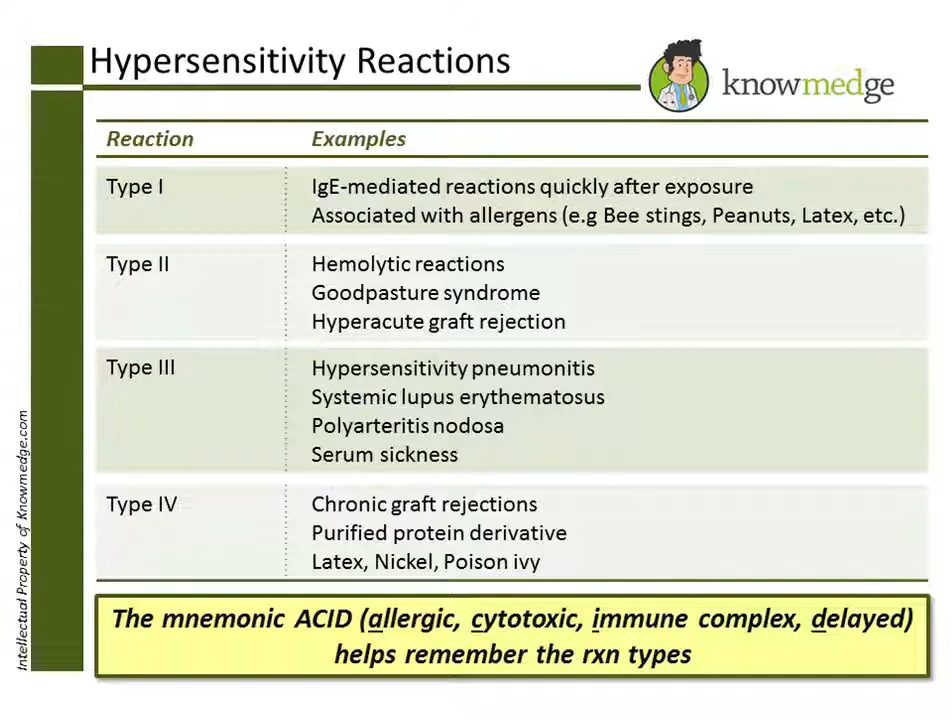 Hypersensitivity Reactions
knowmedge
Reaction Examples
Type I IgE-mediated reactions quickly after exposure
Associated with allergens (e.g Bee stings, Peanuts, Latex, etc.)
Type II Hemolytic reactions
Goodpasture syndrome
Hyperacute graft rejection
Type III Hypersensitivity pneumonitis
Systemic lupus erythematosus
Polyarteritis nodosa
Serum sickness
Type IV Chronic graft rejections
Purified protein derivative
Latex, Nickel, Poison ivy
The mnemonic ACID (allergic, cytotoxic, immune complex, delayed)
helps remember the rxn types
Intellectual Property of Knowmedge.com